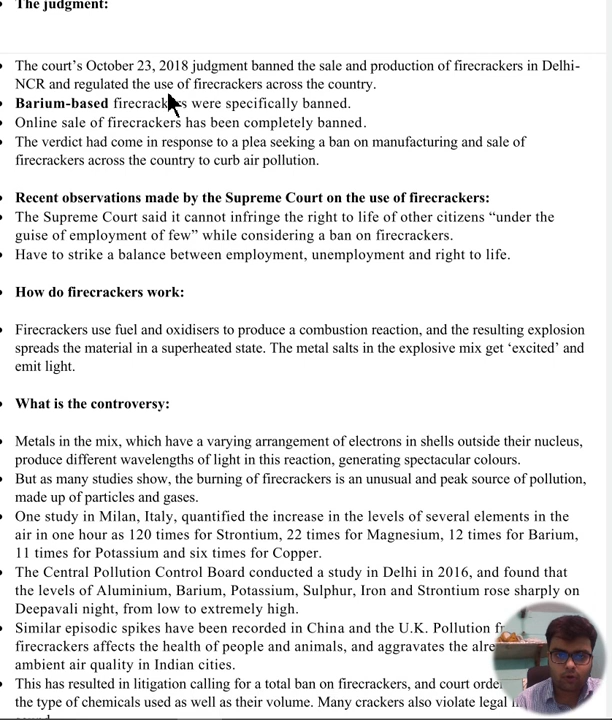 The judgment:
The court's October 23, 2018 judgment banned the sale and production of firecrackers in Delhi-
NCR and regulated the use of firecrackers across the country.
Barium-based firecrackers were specifically banned.
Online sale of firecrackers has been completely banned.
The verdict had come in response to a plea seeking a ban on manufacturing and sale of
firecrackers across the country to curb air pollution.
Recent observations made by the Supreme Court on the use of firecrackers:
The Supreme Court said it cannot infringe the right to life of other citizens “under the
guise of employment of few” while considering a ban on firecrackers.
Have to strike a balance between employment, unemployment and right to life.
How do firecrackers work:
Firecrackers use fuel and oxidisers to produce a combustion reaction, and the resulting explosion
spreads the material in a superheated state. The metal salts in the explosive mix get ‘excited’ and
emit light.
What is the controversy:
Metals in the mix, which have a varying arrangement of electrons in shells outside their nucleus,
produce different wavelengths of light in this reaction, generating spectacular colours.
But as many studies show, the burning of firecrackers is an unusual and peak source of pollution,
made up of particles and gases.
One study in Milan, Italy, quantified the increase in the levels of several elements in the
air in one hour as 120 times for Strontium, 22 times for Magnesium, 12 times for Barium,
11 times for Potassium and six times for Copper.
The Central Pollution Control Board conducted a study in Delhi in 2016, and found that
the levels of Aluminium, Barium, Potassium, Sulphur, Iron and Strontium rose sharply on
Deepavali night, from low to extremely high.
Similar episodic spikes have been recorded in China and the U.K. Pollution
firecrackers affects the health of people and animals, and aggravates the
ambient air quality in Indian cities.
This has resulted in litigation calling for a total ban on firecrackers, and court
the type of chemicals used as well as their volume. Many crackers also violate legal